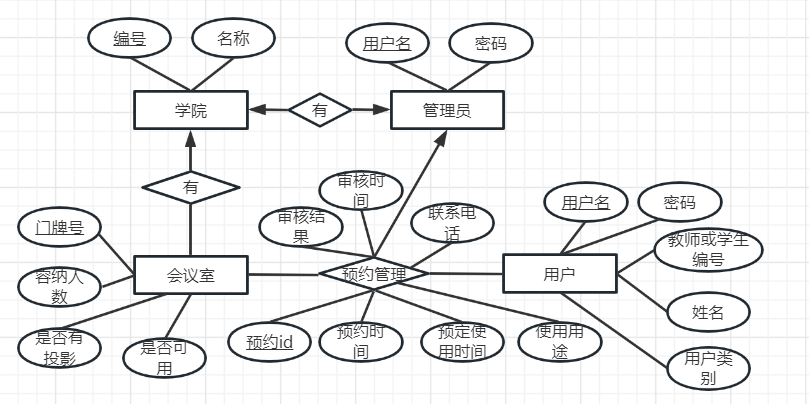 编号
名称
用户名
密码
学院
有
管理员
有
审核时
间
审核结
果
联系电
话
用户名
密码
门牌号
教师或学生
编号
会议室
预约管理
用户
容纳人
数
姓名
是否有
投影
是否可
用
预约id
预约时
间
预定使
用时间
使用用
途
用户类
别